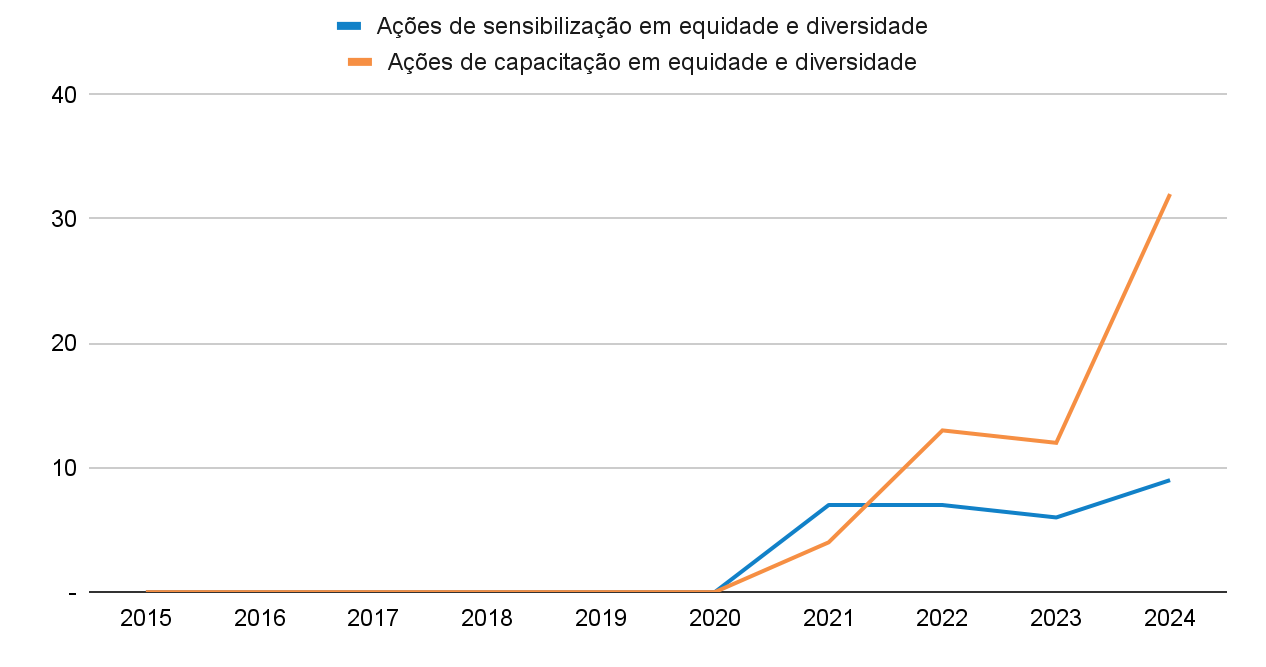 Ações de sensibilização em equidade e diversidade
Ações de capacitação em equidade e diversidade
40
30
20
10
-
2015 2016 2017 2018 2019 2020 2021 2022 2023 2024